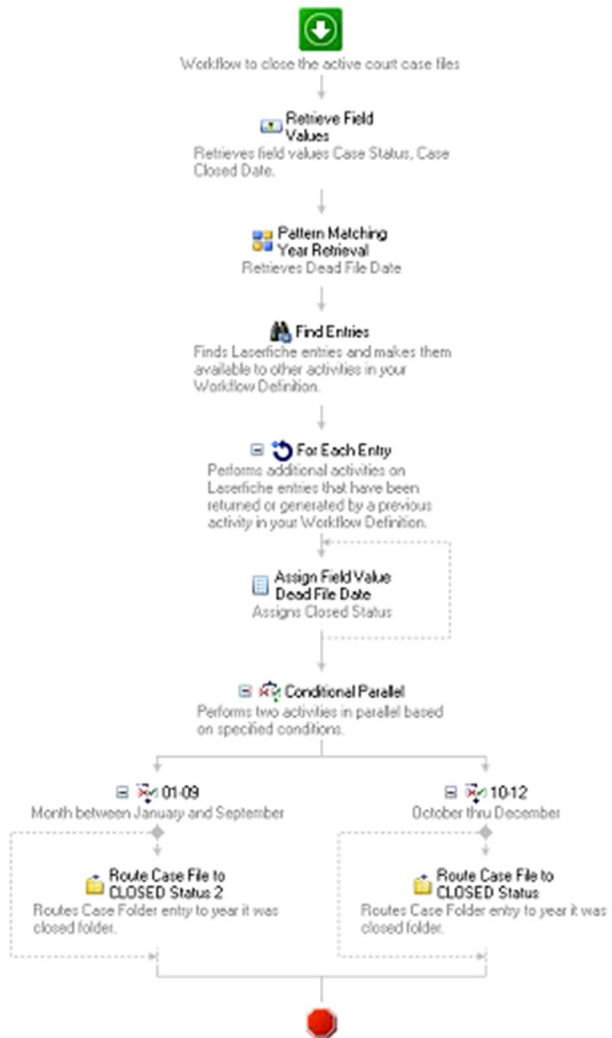 Workflow to close the active court case files
Retrieve Field
Values
Retrieves field values Case Status, Case
Closed Date.
Pattern Matching
Year Retrieval
Retrieves Dead File Date
Find Entries
Finds Laserfiche entries and makes them
available to other activities in your
Workflow Definition.
For Each Entry
Performs additional activities on
Laserfiche entries that have been
returned or generated by a previous
activity in your Workflow Definition.
Assign Field Value
Dead File Date
Assigns Closed Status
Conditional Parallel
Performs two activities in parallel based
on specified conditions.
01-09
Month between January and September
10-12
October thru December
Route Case File to
CLOSED Status 2
Routes Case Folder entry to year it was
closed folder.
Route Case File to
CLOSED Status
Routes Case Folder entry to year it was
closed folder.